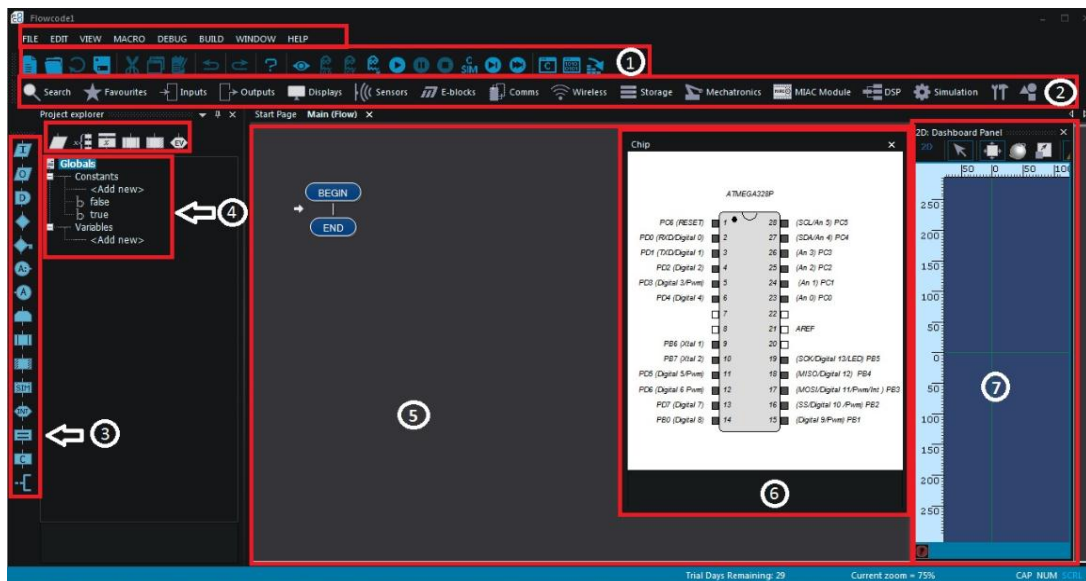 Flowcode1
FILE EDIT VIEW MACRO DEBUG BUILD WINDOW HELP
C SIM C 1
Search Favourites Inputs Outputs Displays Sensors E-blocks Comms Wireless Storage Mechatronics MIAC Module DSP Simulation 2
Project explorer
Start Page Main (Flow)
EV
Globals
Constants
<Add new>
false
true
Variables
<Add new>
4
I
O
D
A:
A
SIM
INT
C
3
BEGIN
END
5
Chip
ATMEGA328P
PC6 (RESET) 1 28 (SCL/An 5) PC5
PD0 (RXD/Digital 0) 2 27 (SDA/An 4) PC4
PD1 (TXD/Digital 1) 3 26 (An 3) PC3
PD2 (Digital 2) 4 25 (An 2) PC2
PD3 (Digital 3/Pwm) 5 24 (An 1) PC1
PD4 (Digital 4) 6 23 (An 0) PC0
7 22
8 21 AREF
PB6 (Xtal 1) 9 20
PB7 (Xtal 2) 10 19 (SCK/Digital 13/LED) PB5
PD5 (Digital 5/Pwm) 11 18 (MISO/Digital 12) PB4
PD6 (Digital 6 Pwm) 12 17 (MOSI/Digital 11/Pwm/Int ) PB3
PD7 (Digital 7) 13 16 (SS/Digital 10 /Pwm) PB2
PB0 (Digital 8) 14 15 (Digital 9/Pwm) PB1
6
2D: Dashboard Panel
2D
50 0 50 10
250
200
150
100
50
0
50
100
150
200
250
7
Trial Days Remaining: 29 Current zoom = 75% CAP NUM SCRL